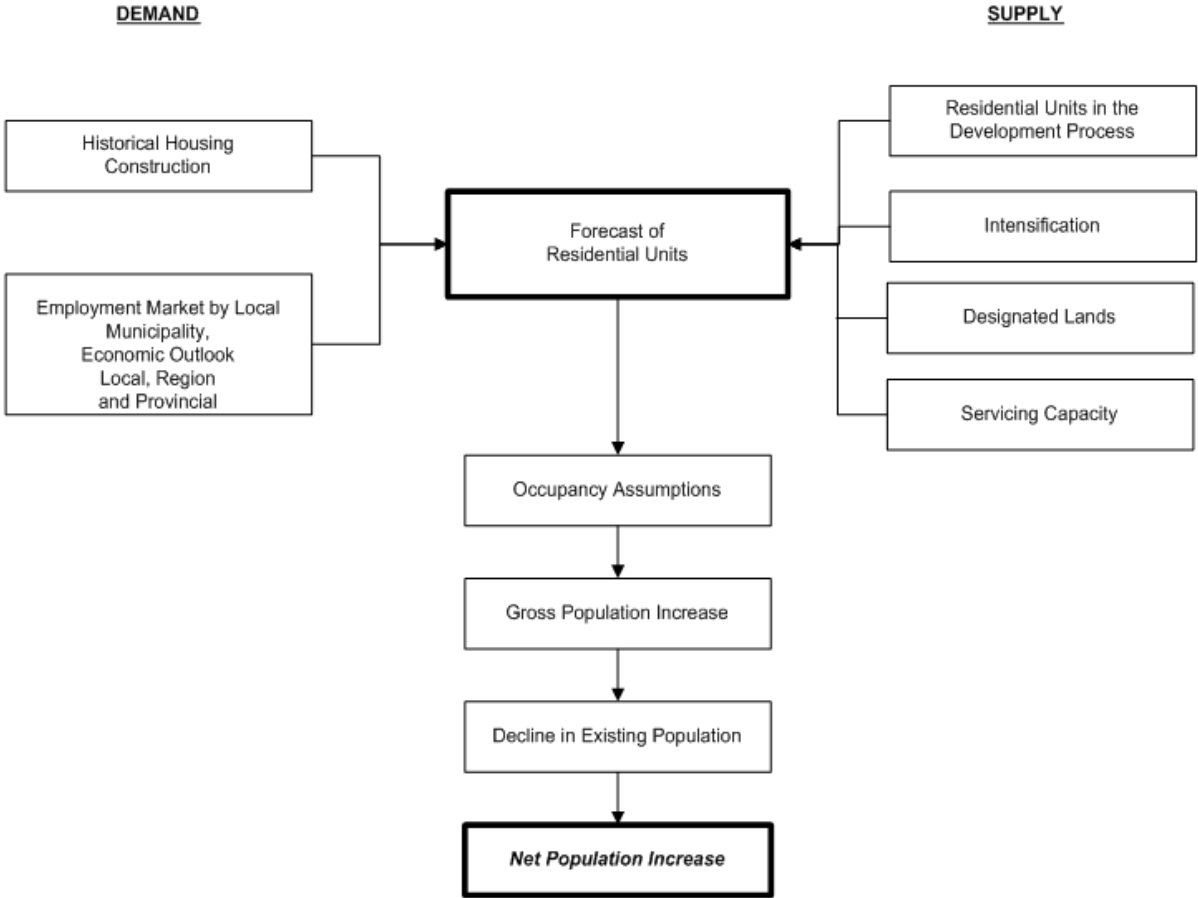 DEMAND
SUPPLY
Historical Housing
Construction
Employment Market by Local
Municipality,
Economic Outlook
Local, Region
and Provincial
Forecast of
Residential Units
Residential Units in the
Development Process
Intensification
Designated Lands
Servicing Capacity
Occupancy Assumptions
Gross Population Increase
Decline in Existing Population
Net Population Increase